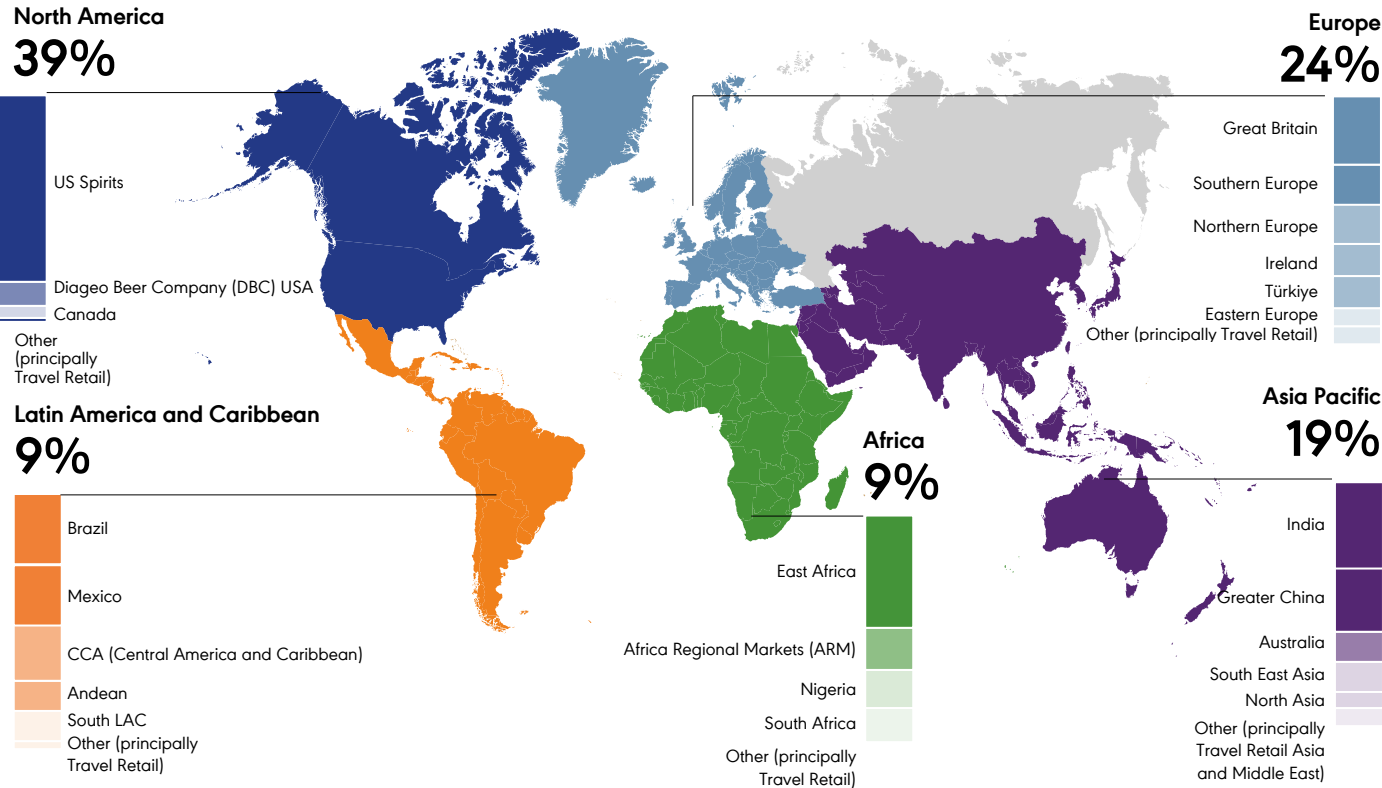 North America
39%
US Spirits
Diageo Beer Company (DBC) USA
Canada
Other
(principally
Travel Retail)
Latin America and Caribbean
9%
Brazil
Mexico
CCA (Central America and Caribbean)
Andean
South LAC
Other (principally
Travel Retail)
Africa
9%
East Africa
Africa Regional Markets (ARM)
Nigeria
South Africa
Other (principally
Travel Retail)
Europe
24%
Great Britain
Southern Europe
Northern Europe
Ireland
Türkiye
Eastern Europe
Other (principally Travel Retail)
Asia Pacific
19%
India
Greater China
Australia
South East Asia
North Asia
Other (principally
Travel Retail Asia
and Middle East)